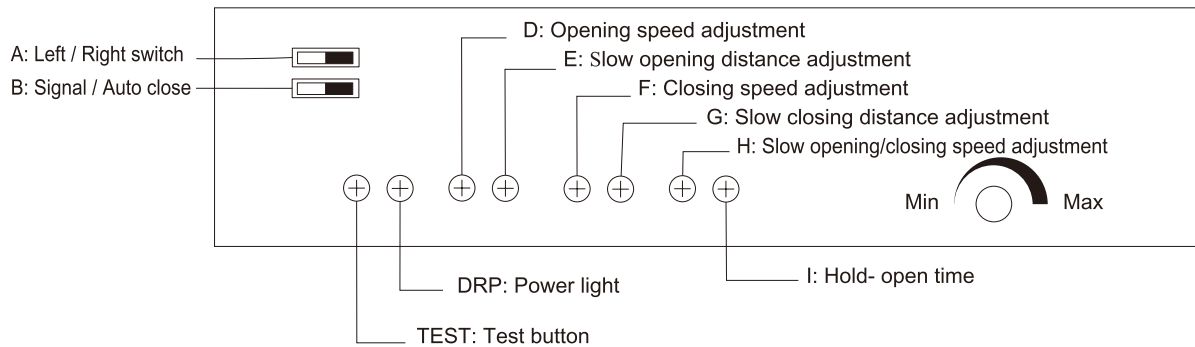 D: Opening speed adjustment
A: Left / Right switch
E: Slow opening distance adjustment
B: Signal / Auto close
F: Closing speed adjustment
G: Slow closing distance adjustment
H: Slow opening/closing speed adjustment
Min
Max
I: Hold- open time
DRP: Power light
TEST: Test button